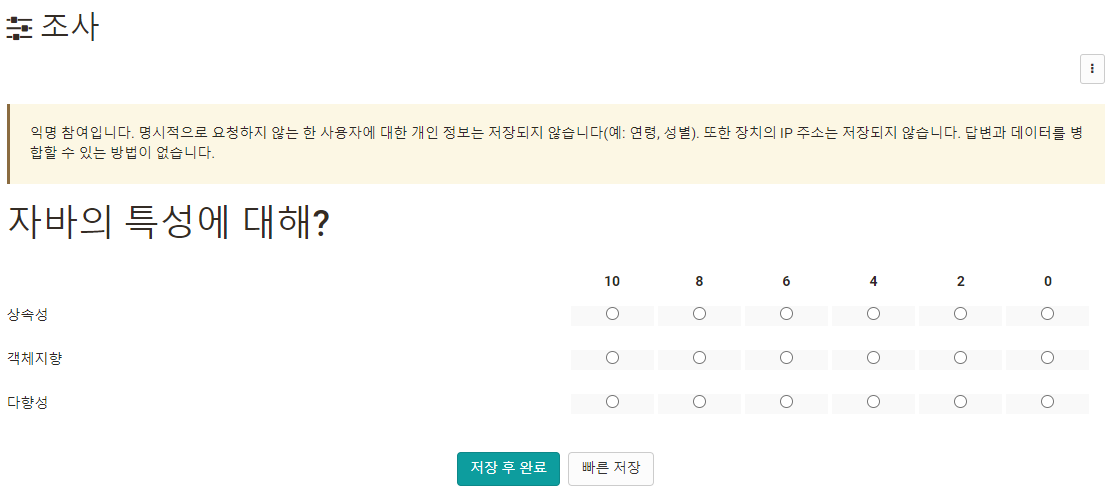 조사
익명 참여입니다. 명시적으로 요청하지 않는 한 사용자에 대한 개인 정보는 저장되지 않습니다(예: 연령, 성별). 또한 장치의 IP 주소는 저장되지 않습니다. 답변과 데이터를 병
합할 수 있는 방법이 없습니다.
자바의 특성에 대해?
10 8 6 4 2 0
상속성
객체지향
다향성
저장 후 완료 빠른 저장